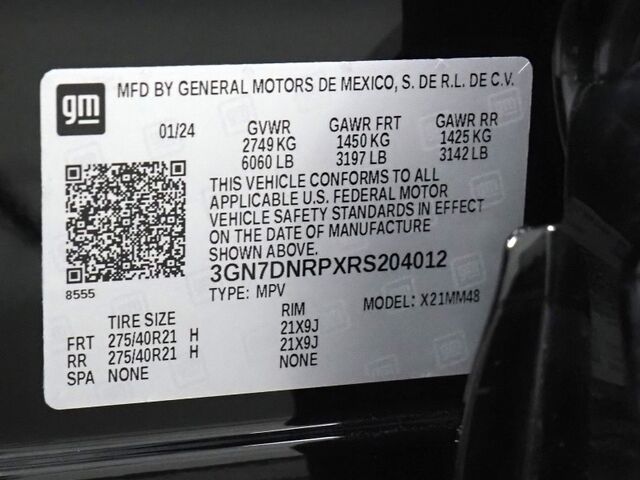 gm
MFD BY GENERAL MOTORS DE MEXICO, S. DE R.L. DE C.V.
01/24 GVWR GAWR FRT GAWR RR
2749 KG 1450 KG 1425 KG
6060 LB 3197 LB 3142 LB
THIS VEHICLE CONFORMS TO ALL
APPLICABLE U.S. FEDERAL MOTOR
VEHICLE SAFETY STANDARDS IN EFFECT
ON THE DATE OF MANUFACTURE
SHOWN ABOVE.
3GN7DNRPXRS204012
8555
TYPE: MPV MODEL: X21MM48
TIRE SIZE RIM
FRT 275/40R21 H 21X9J
RR 275/40R21 H 21X9J
SPA NONE NONE